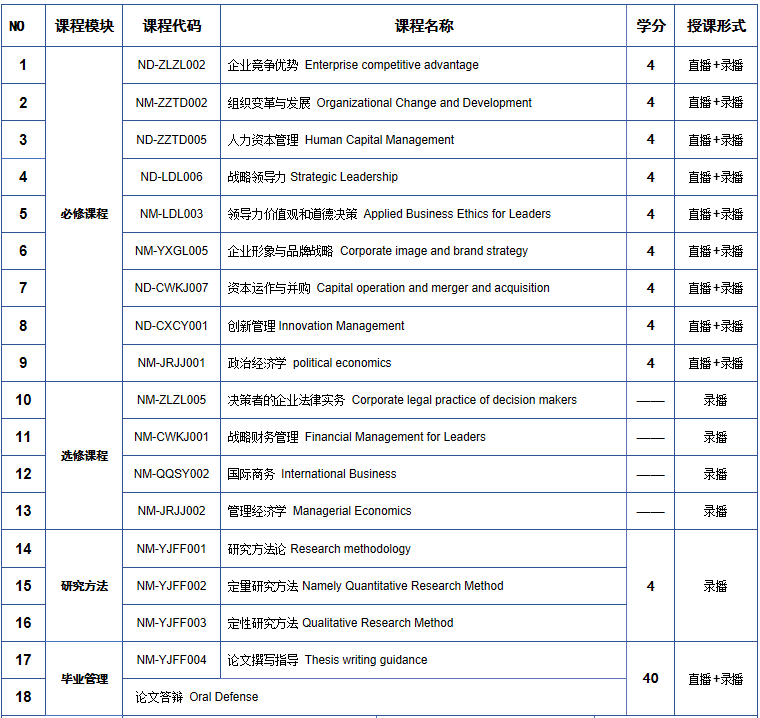 NO 课程模块 课程代码 课程名称 学分 授课形式
1 ND-ZLZL002 企业竞争优势 Enterprise competitive advantage 4 直播+录播
2 NM-ZZTD002 组织变革与发展 Organizational Change and Development 4 直播+录播
3 ND-ZZTD005 人力资本管理 Human Capital Management 4 直播+录播
4 ND-LDL006 战略领导力 Strategic Leadership 4 直播+录播
5 必修课程 NM-LDL003 领导力价值观和道德决策 Applied Business Ethics for Leaders 4 直播+录播
6 NM-YXGL005 企业形象与品牌战略 Corporate image and brand strategy 4 直播+录播
7 ND-CWKJ007 资本运作与并购 Capital operation and merger and acquisition 4 直播+录播
8 ND-CXCY001 创新管理 Innovation Management 4 直播+录播
9 NM-JRJJ001 政治经济学 political economics 4 直播+录播
10 NM-ZLZL005 决策者的企业法律实务 Corporate legal practice of decision makers —— 录播
11 NM-CWKJ001 战略财务管理 Financial Management for Leaders —— 录播
选修课程
12 NM-QQSY002 国际商务 International Business —— 录播
13 NM-JRJJ002 管理经济学 Managerial Economics —— 录播
14 NM-YJFF001 研究方法论 Research methodology
15 研究方法 NM-YJFF002 定量研究方法 Namely Quantitative Research Method 4 录播
16 NM-YJFF003 定性研究方法 Qualitative Research Method
17 NM-YJFF004 论文撰写指导 Thesis writing guidance
毕业管理 40 直播+录播
18 论文答辩 Oral Defense